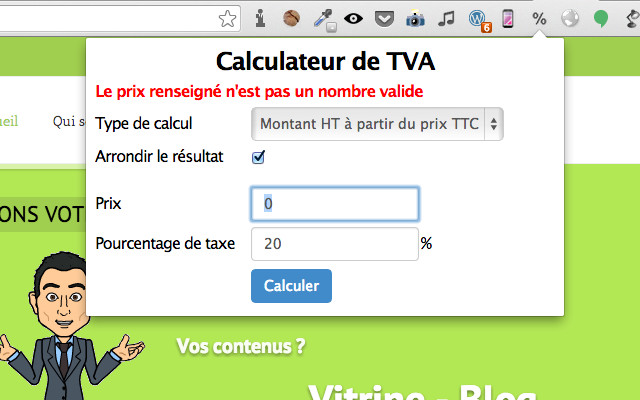 6
%
Calculateur de TVA
Le prix renseigné n'est pas un nombre valide
Type de calcul
Montant HT à partir du prix TTC
Arrondir le résultat
Prix
0
Pourcentage de taxe
20
%
Calculer
Qui
ONS VOT
Vos contenus ?
Vitrine - Blog